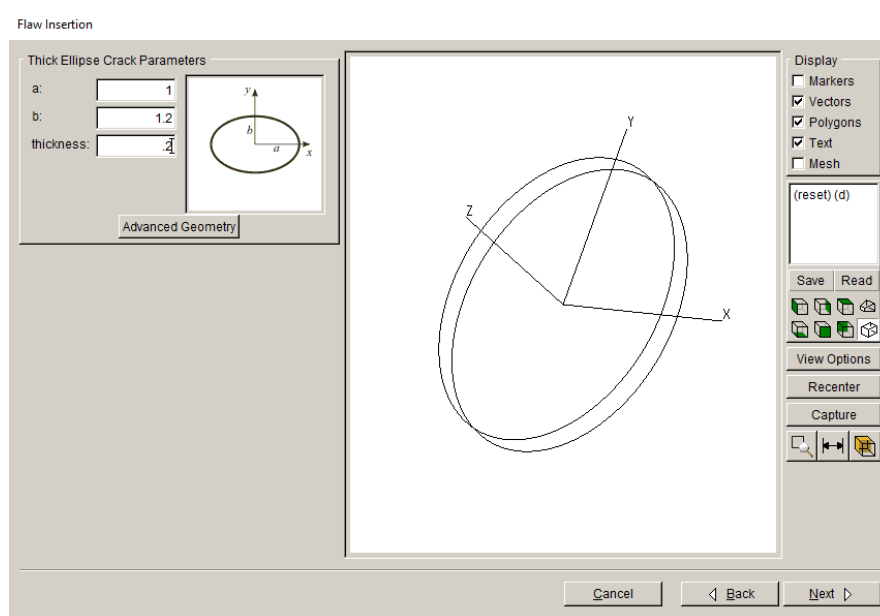 Flaw Insertion
Thick Ellipse Crack Parameters
a:
1
b:
1.2
thickness:
.2
y
b
a
x
Advanced Geometry
Y
Z
X
Display
Markers
Vectors
Polygons
Text
Mesh
(reset) (d)
Save Read
View Options
Recenter
Capture
Cancel
Back
Next